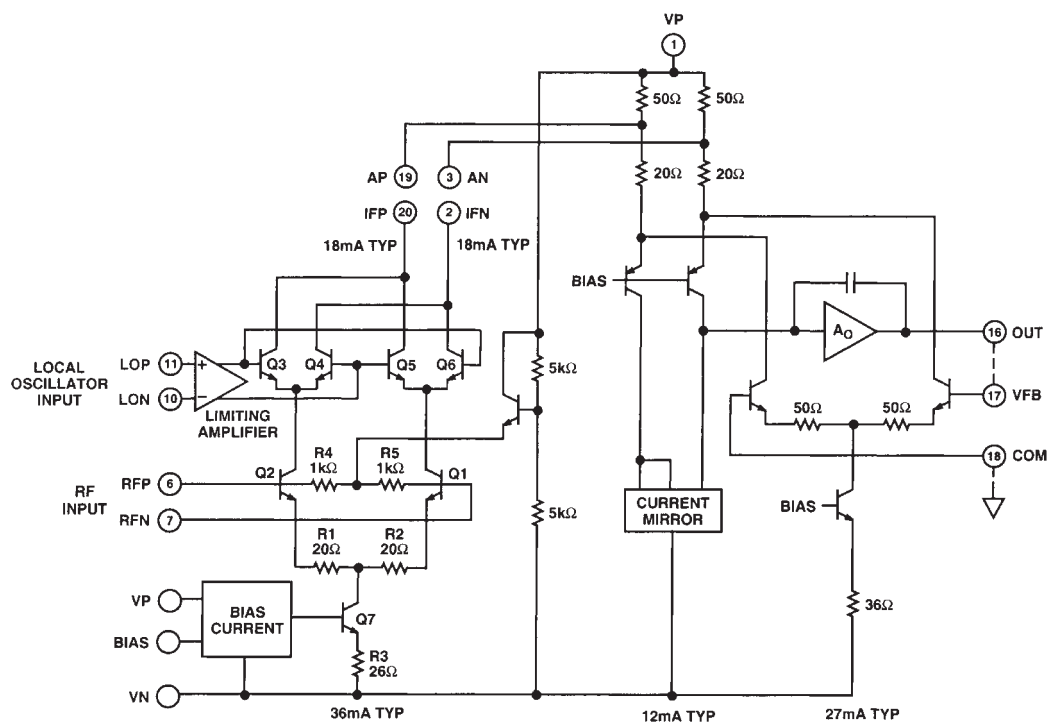 VP
1
50Ω
50Ω
AP 19 3 AN
20Ω
20Ω
IFP 20 2 IFN
18mA TYP
18mA TYP
BIAS
LOCAL
OSCILLATOR
INPUT
LOP 11
LON 10
+
−
LIMITING
AMPLIFIER
Q3
Q4
Q5
Q6
5kΩ
AO
16 OUT
17 VFB
50Ω
50Ω
18 COM
RF
INPUT
RFP 6
RFN 7
Q2
R4
1kΩ
R5
1kΩ
Q1
5kΩ
CURRENT
MIRROR
BIAS
R1
20Ω
R2
20Ω
VP
BIAS
VN
BIAS
CURRENT
Q7
R3
26Ω
36Ω
36mA TYP
12mA TYP
27mA TYP